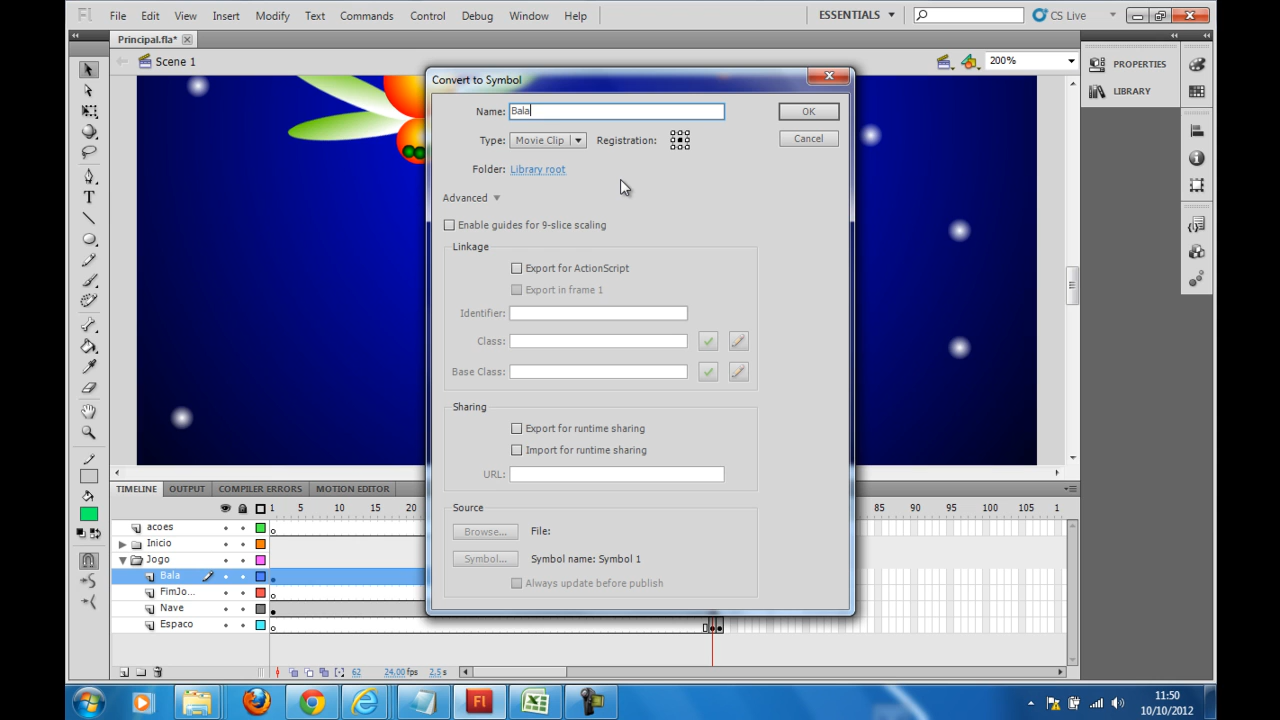 Fl File Edit View Insert Modify Text Commands Control Debug Window Help ESSENTIALS CS Live
Principal.fla*
Scene 1 200%
PROPERTIES
LIBRARY
Convert to Symbol
Name: Bala OK
Type: Movie Clip Registration: Cancel
Folder: Library root
Advanced
Enable guides for 9-slice scaling
Linkage
Export for ActionScript
Export in frame 1
Identifier:
Class:
Base Class:
Sharing
Export for runtime sharing
Import for runtime sharing
URL:
Source
Browse... File:
Symbol... Symbol name: Symbol 1
Always update before publish
TIMELINE OUTPUT COMPILER ERRORS MOTION EDITOR
1 5 10 15 20 85 90 95 100 105 1
acoes
Inicio
Jogo
Bala
FimJo...
Nave
Espaco
62 24.00 fps 2.5 s
Fl
11:50
10/10/2012